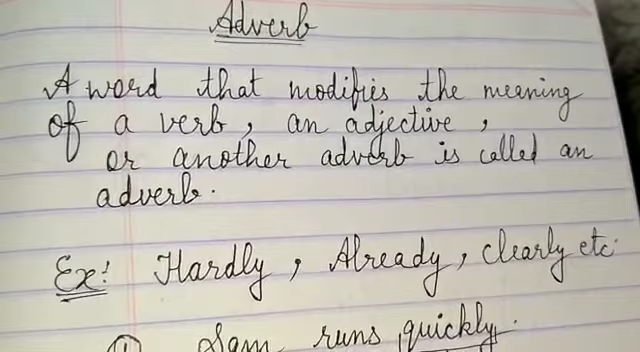 Adverb
A word that modifies the meaning
of a verb, an adjective,
or another adverb is called an
adverb.
Ex: Hardly, Already, clearly etc.
① Sam runs quickly.